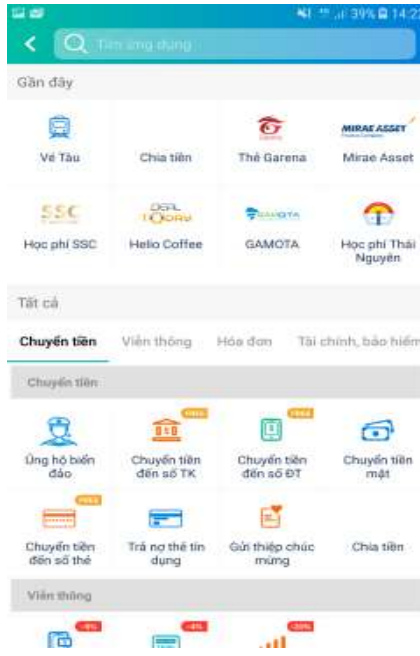 39% 14:22
Tìm ứng dụng
Gần đây
Vé Tàu
Chia tiền
GARENA
Thẻ Garena
MIRAE ASSET
Mirae Asset
SSC
Học phí SSC
DEAL TODAY
Helio Coffee
GAMOTA
GAMOTA
Học phí Thái
Nguyên
Tất cả
Chuyển tiền Viễn thông Hóa đơn Tài chính, bảo hiểm
Chuyển tiền
Ủng hộ biển
đảo
FREE
Chuyển tiền
đến số TK
FREE
Chuyển tiền
đến số ĐT
Chuyển tiền
mặt
FREE
Chuyển tiền
đến số thẻ
Trả nợ thẻ tín
dụng
Gửi thiệp chúc
mừng
Chia tiền
Viễn thông